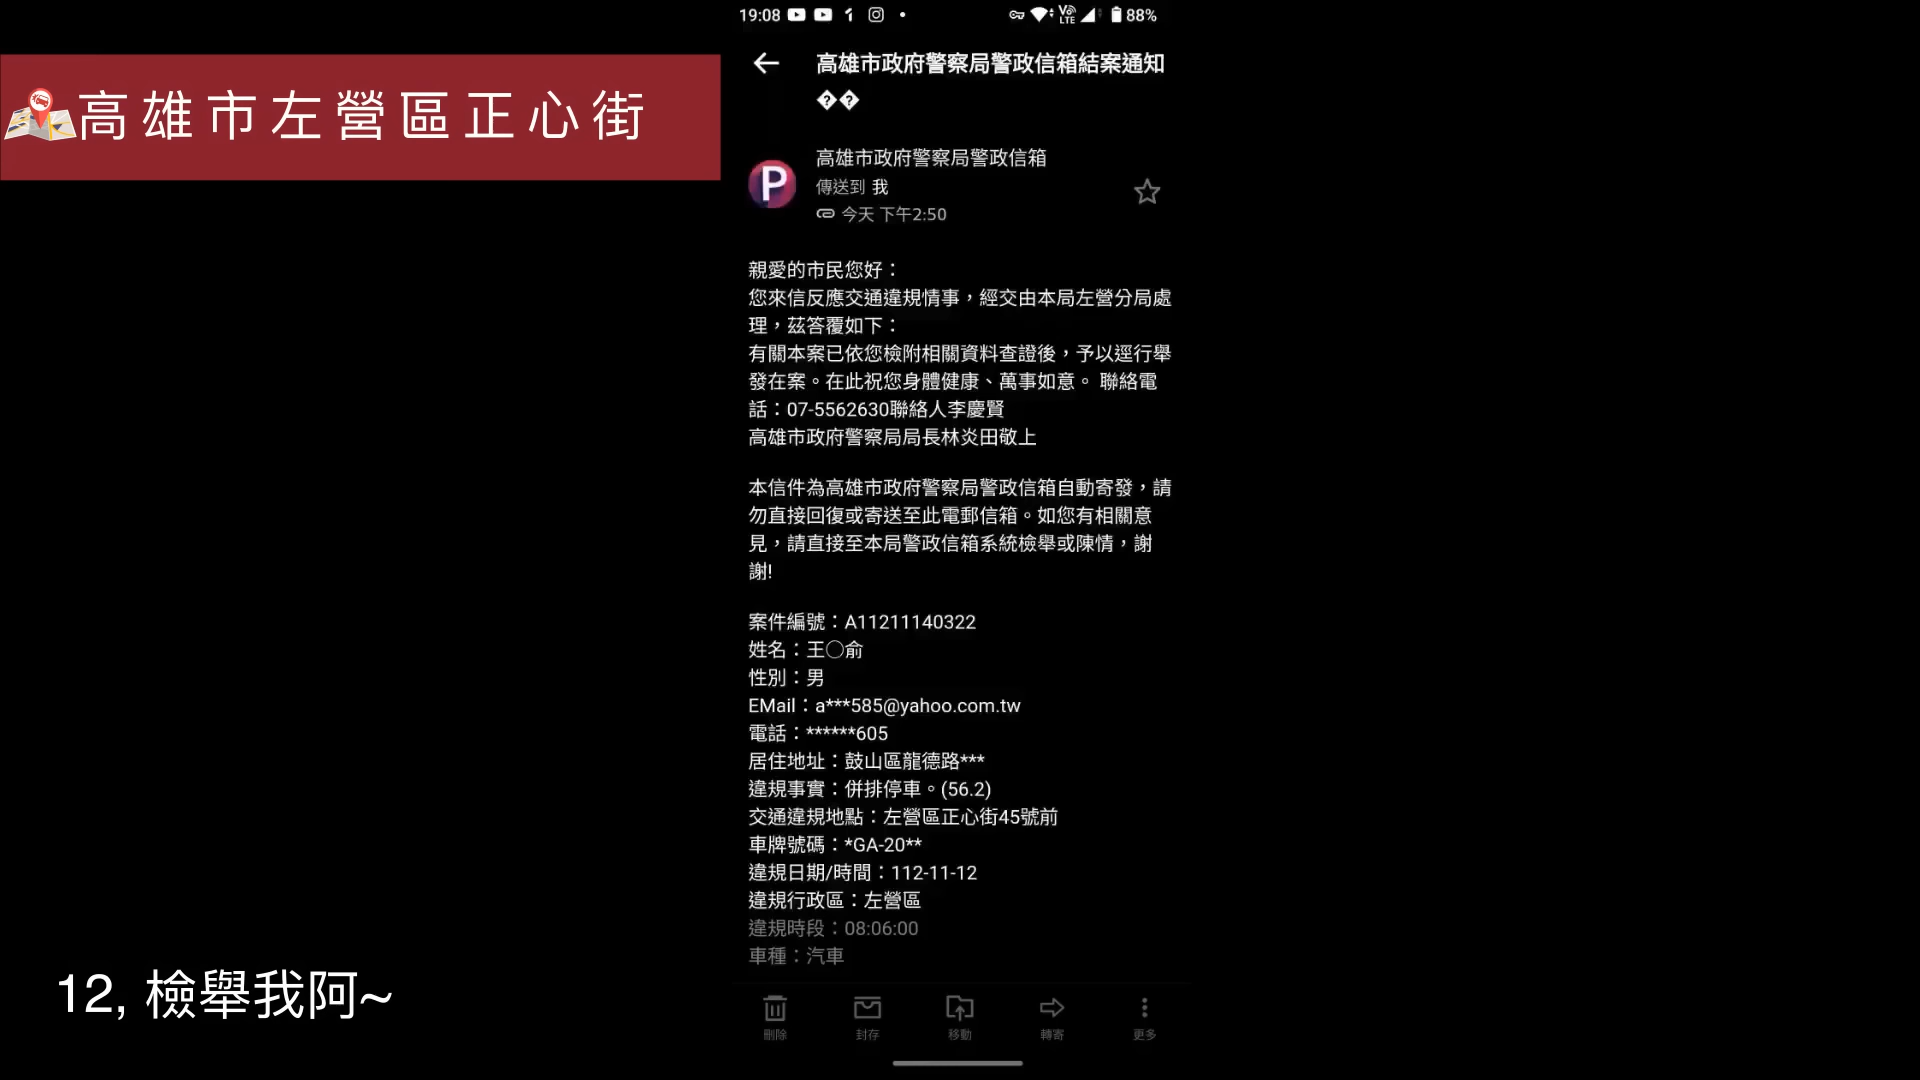 19:08
VoLTE
88%
高雄市左營區正心街
高雄市政府警察局警政信箱結案通知
��
P
高雄市政府警察局警政信箱
傳送到 我
今天 下午2:50
親愛的市民您好：
您來信反應交通違規情事，經交由本局左營分局處
理，茲答覆如下：
有關本案已依您檢附相關資料查證後，予以逕行舉
發在案。在此祝您身體健康、萬事如意。 聯絡電
話：07-5562630聯絡人李慶賢
高雄市政府警察局局長林炎田敬上
本信件為高雄市政府警察局警政信箱自動寄發，請
勿直接回復或寄送至此電郵信箱。如您有相關意
見，請直接至本局警政信箱系統檢舉或陳情，謝
謝!
案件編號：A11211140322
姓名：王〇俞
性別：男
EMail：a***585@yahoo.com.tw
電話：******605
居住地址：鼓山區龍德路***
違規事實：併排停車。(56.2)
交通違規地點：左營區正心街45號前
車牌號碼：*GA-20**
違規日期/時間：112-11-12
違規行政區：左營區
違規時段：08:06:00
車種：汽車
12, 檢舉我阿~
刪除
封存
移動
轉寄
更多